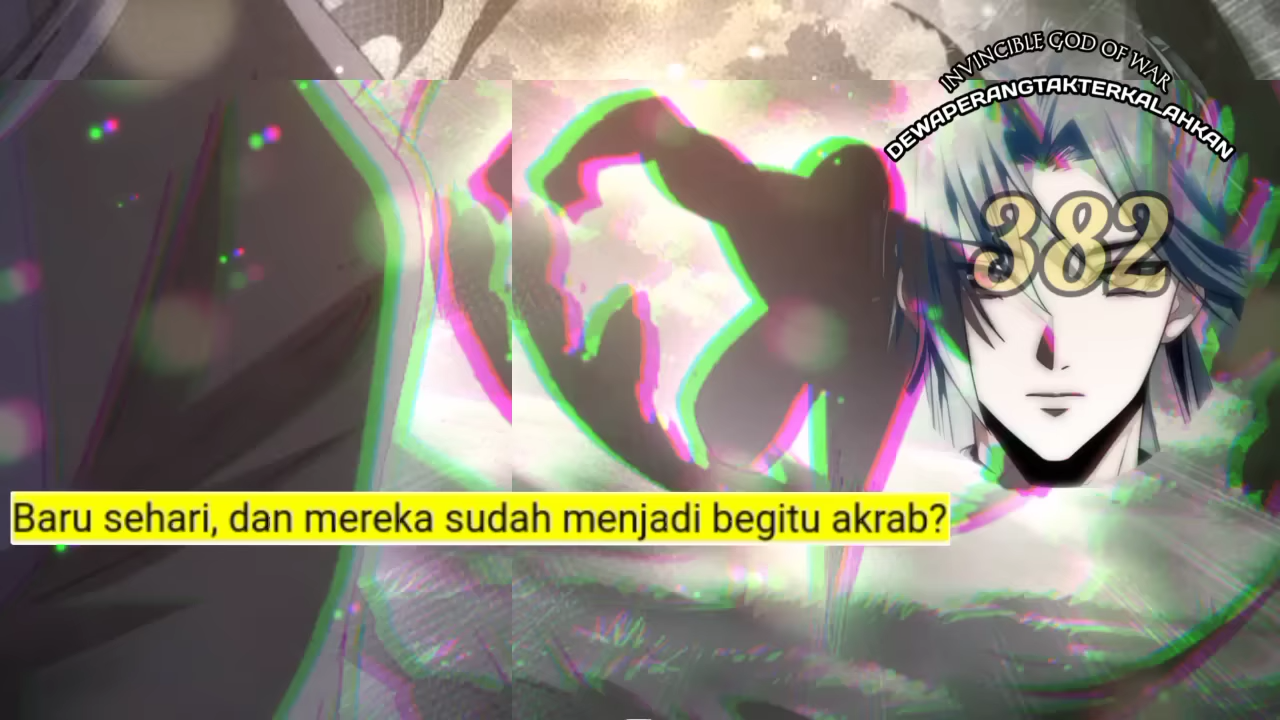 INVINCIBLE GOD OF WAR
DEWAPERANGTAKTERKALAHKAN
382
Baru sehari, dan mereka sudah menjadi begitu akrab?